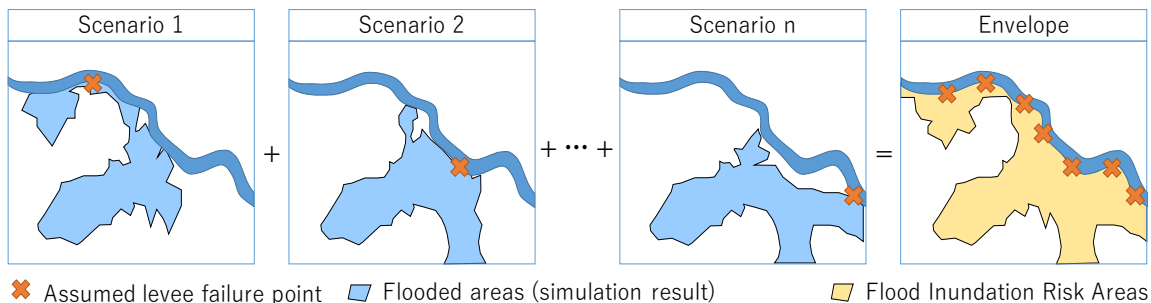 Scenario 1
Scenario 2
Scenario n
Envelope
+
+ ··· +
=
Assumed levee failure point
Flooded areas (simulation result)
Flood Inundation Risk Areas